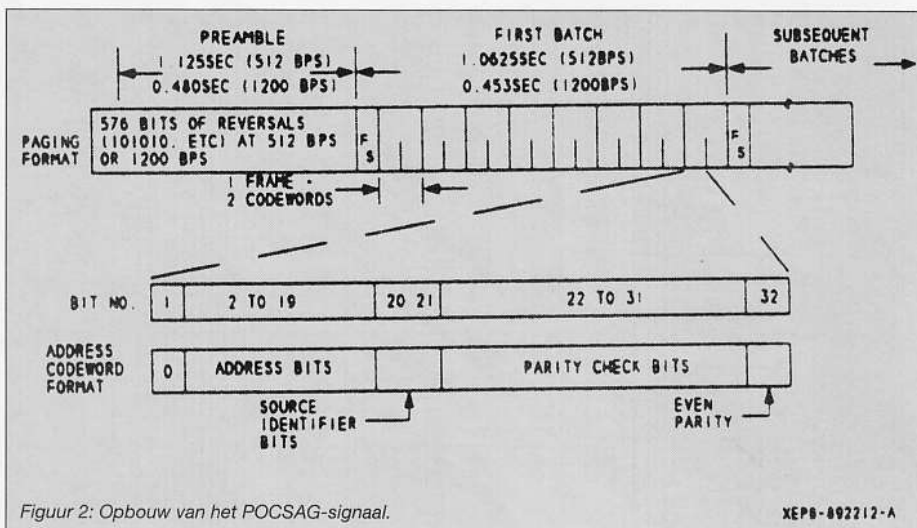 PREAMBLE
1.125SEC (512 BPS)
0.480SEC (1200 BPS)
FIRST BATCH
1.0625SEC (512BPS)
0.453SEC (1200BPS)
SUBSEQUENT
BATCHES
PAGING
FORMAT
576 BITS OF REVERSALS
(101010. ETC) AT 512 BPS
OR 1200 BPS
F
S
F
S
1 FRAME -
2 CODEWORDS
BIT NO. 1 2 TO 19 20 21 22 TO 31 32
ADDRESS
CODEWORD
FORMAT
0 ADDRESS BITS PARITY CHECK BITS
SOURCE
IDENTIFIER
BITS
EVEN
PARITY
Figuur 2: Opbouw van het POCSAG-signaal.
XEPS-892212-A